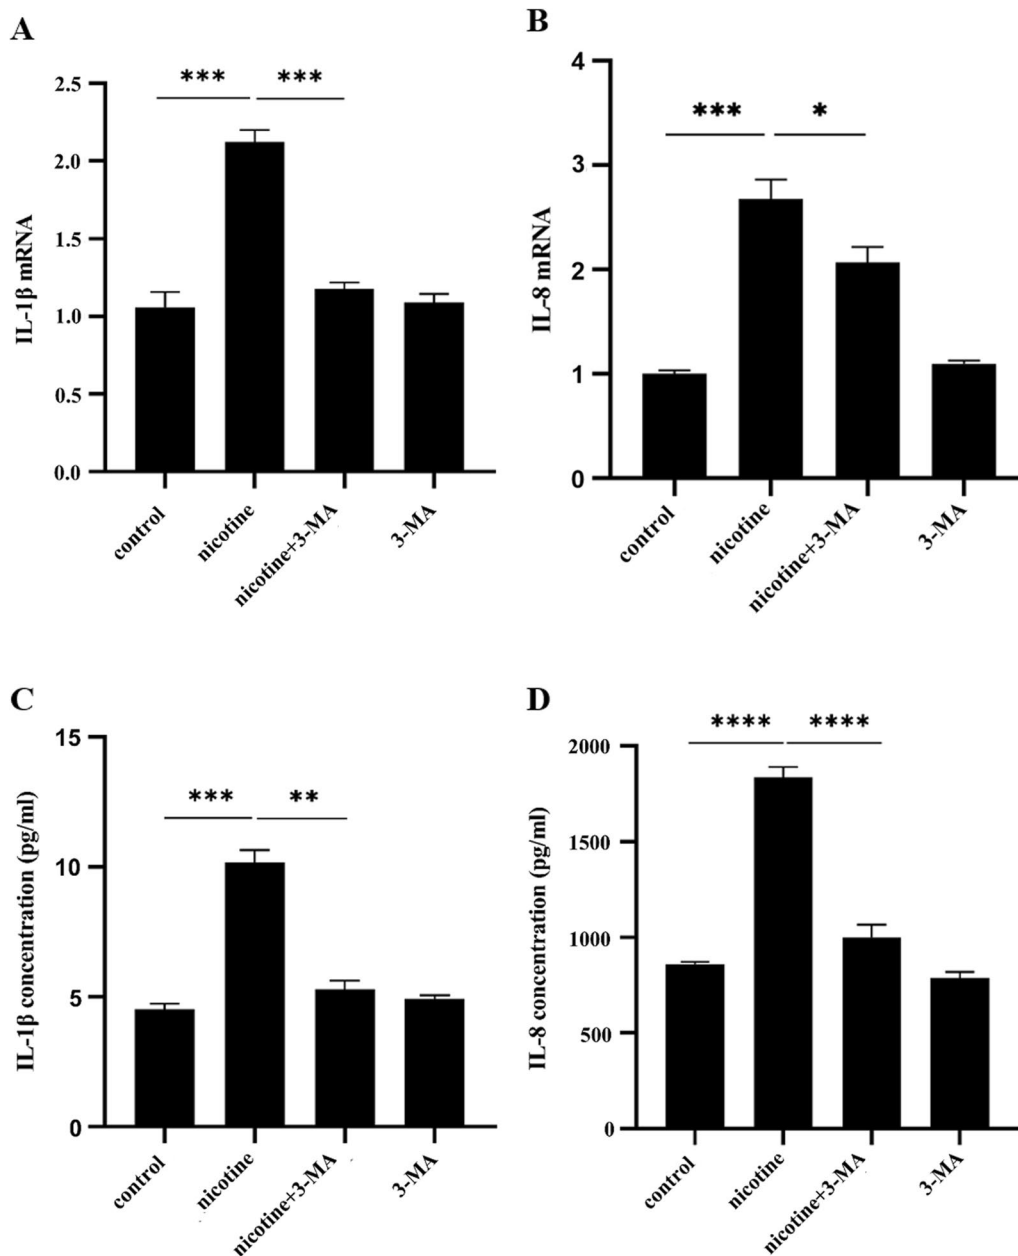 A
*** ***
2.5
2.0
1.5
1.0
0.5
0.0
IL-1β mRNA
control
nicotine
nicotine+3-MA
3-MA
B
*** *
4
3
2
1
0
IL-8 mRNA
control
nicotine
nicotine+3-MA
3-MA
C
*** **
15
10
5
0
IL-1β concentration (pg/ml)
control
nicotine
nicotine+3-MA
3-MA
D
**** ****
2000
1500
1000
500
0
IL-8 concentration (pg/ml)
control
nicotine
nicotine+3-MA
3-MA